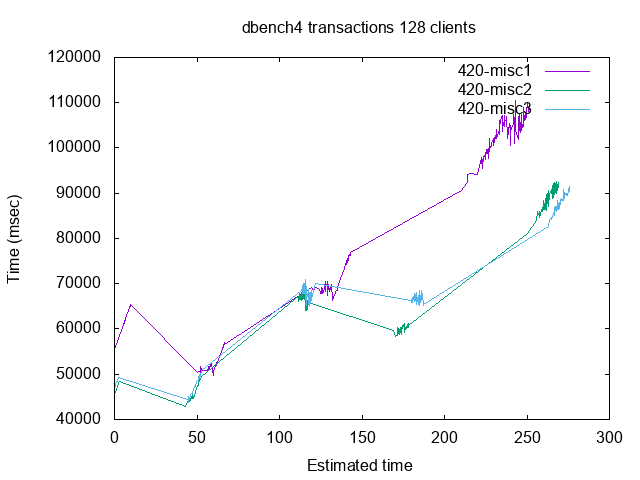 dbench4 transactions 128 clients
120000
110000
100000
90000
80000
70000
60000
50000
40000
0 50 100 150 200 250 300
Time (msec)
Estimated time
420-misc1
420-misc2
420-misc3